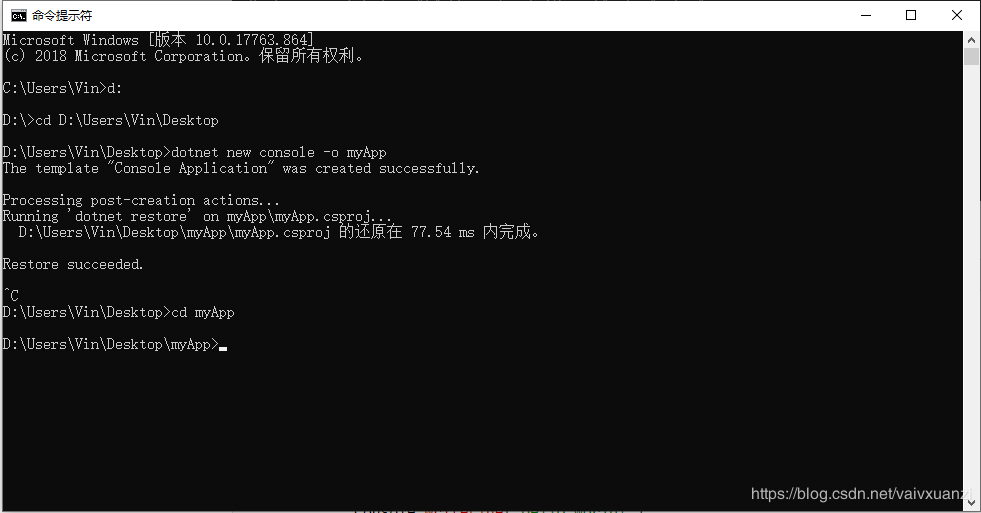 命令提示符
Microsoft Windows [版本 10.0.17763.864]
(c) 2018 Microsoft Corporation。保留所有权利。
C:\Users\Vin>d:
D:\>cd D:\Users\Vin\Desktop
D:\Users\Vin\Desktop>dotnet new console -o myApp
The template "Console Application" was created successfully.
Processing post-creation actions...
Running 'dotnet restore' on myApp\myApp.csproj...
D:\Users\Vin\Desktop\myApp\myApp.csproj 的还原在 77.54 ms 内完成。
Restore succeeded.
^C
D:\Users\Vin\Desktop>cd myApp
D:\Users\Vin\Desktop\myApp>
https://blog.csdn.net/vaivxuanzi